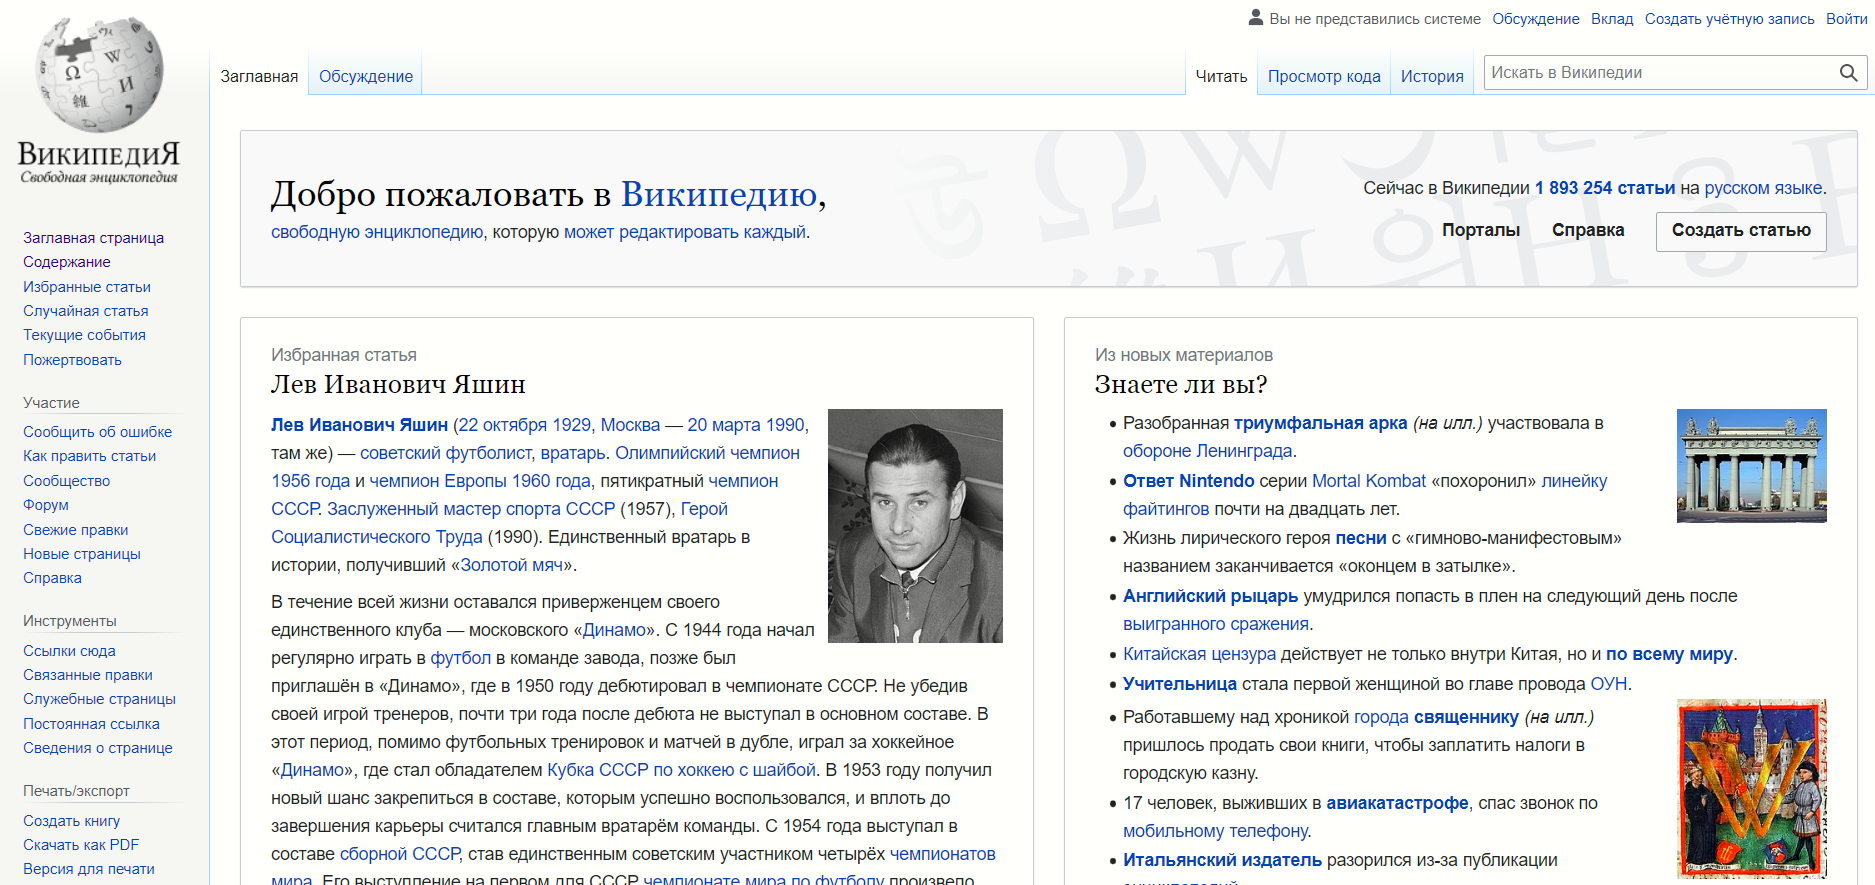 ВИКИПЕДИЯ
Свободная энциклопедия
Вы не представились системе Обсуждение Вклад Создать учётную запись Войти
Заглавная Обсуждение Читать Просмотр кода История Искать в Википедии
Заглавная страница
Содержание
Избранные статьи
Случайная статья
Текущие события
Пожертвовать
Участие
Сообщить об ошибке
Как править статьи
Сообщество
Форум
Свежие правки
Новые страницы
Справка
Инструменты
Ссылки сюда
Связанные правки
Служебные страницы
Постоянная ссылка
Сведения о странице
Печать/экспорт
Создать книгу
Скачать как PDF
Версия для печати
Добро пожаловать в Википедию,
свободную энциклопедию, которую может редактировать каждый.
Сейчас в Википедии 1 893 254 статьи на русском языке.
Порталы Справка Создать статью
Избранная статья
Лев Иванович Яшин
Лев Иванович Яшин (22 октября 1929, Москва — 20 марта 1990,
там же) — советский футболист, вратарь. Олимпийский чемпион
1956 года и чемпион Европы 1960 года, пятикратный чемпион
СССР. Заслуженный мастер спорта СССР (1957), Герой
Социалистического Труда (1990). Единственный вратарь в
истории, получивший «Золотой мяч».
В течение всей жизни оставался приверженцем своего
единственного клуба — московского «Динамо». С 1944 года начал
регулярно играть в футбол в команде завода, позже был
приглашён в «Динамо», где в 1950 году дебютировал в чемпионате СССР. Не убедив
своей игрой тренеров, почти три года после дебюта не выступал в основном составе. В
этот период, помимо футбольных тренировок и матчей в дубле, играл за хоккейное
«Динамо», где стал обладателем Кубка СССР по хоккею с шайбой. В 1953 году получил
новый шанс закрепиться в составе, которым успешно воспользовался, и вплоть до
завершения карьеры считался главным вратарём команды. С 1954 года выступал в
составе сборной СССР, став единственным советским участником четырёх чемпионатов
мира. Его выступление на первом для СССР чемпионате мира по футболу произвело
Из новых материалов
Знаете ли вы?
Разобранная триумфальная арка (на илл.) участвовала в
обороне Ленинграда.
Ответ Nintendo серии Mortal Kombat «похоронил» линейку
файтингов почти на двадцать лет.
Жизнь лирического героя песни с «гимново-манифестовым»
названием заканчивается «оконцем в затылке».
Английский рыцарь умудрился попасть в плен на следующий день после
выигранного сражения.
Китайская цензура действует не только внутри Китая, но и по всему миру.
Учительница стала первой женщиной во главе провода ОУН.
Работавшему над хроникой города священнику (на илл.)
пришлось продать свои книги, чтобы заплатить налоги в
городскую казну.
17 человек, выживших в авиакатастрофе, спас звонок по
мобильному телефону.
Итальянский издатель разорился из-за публикации